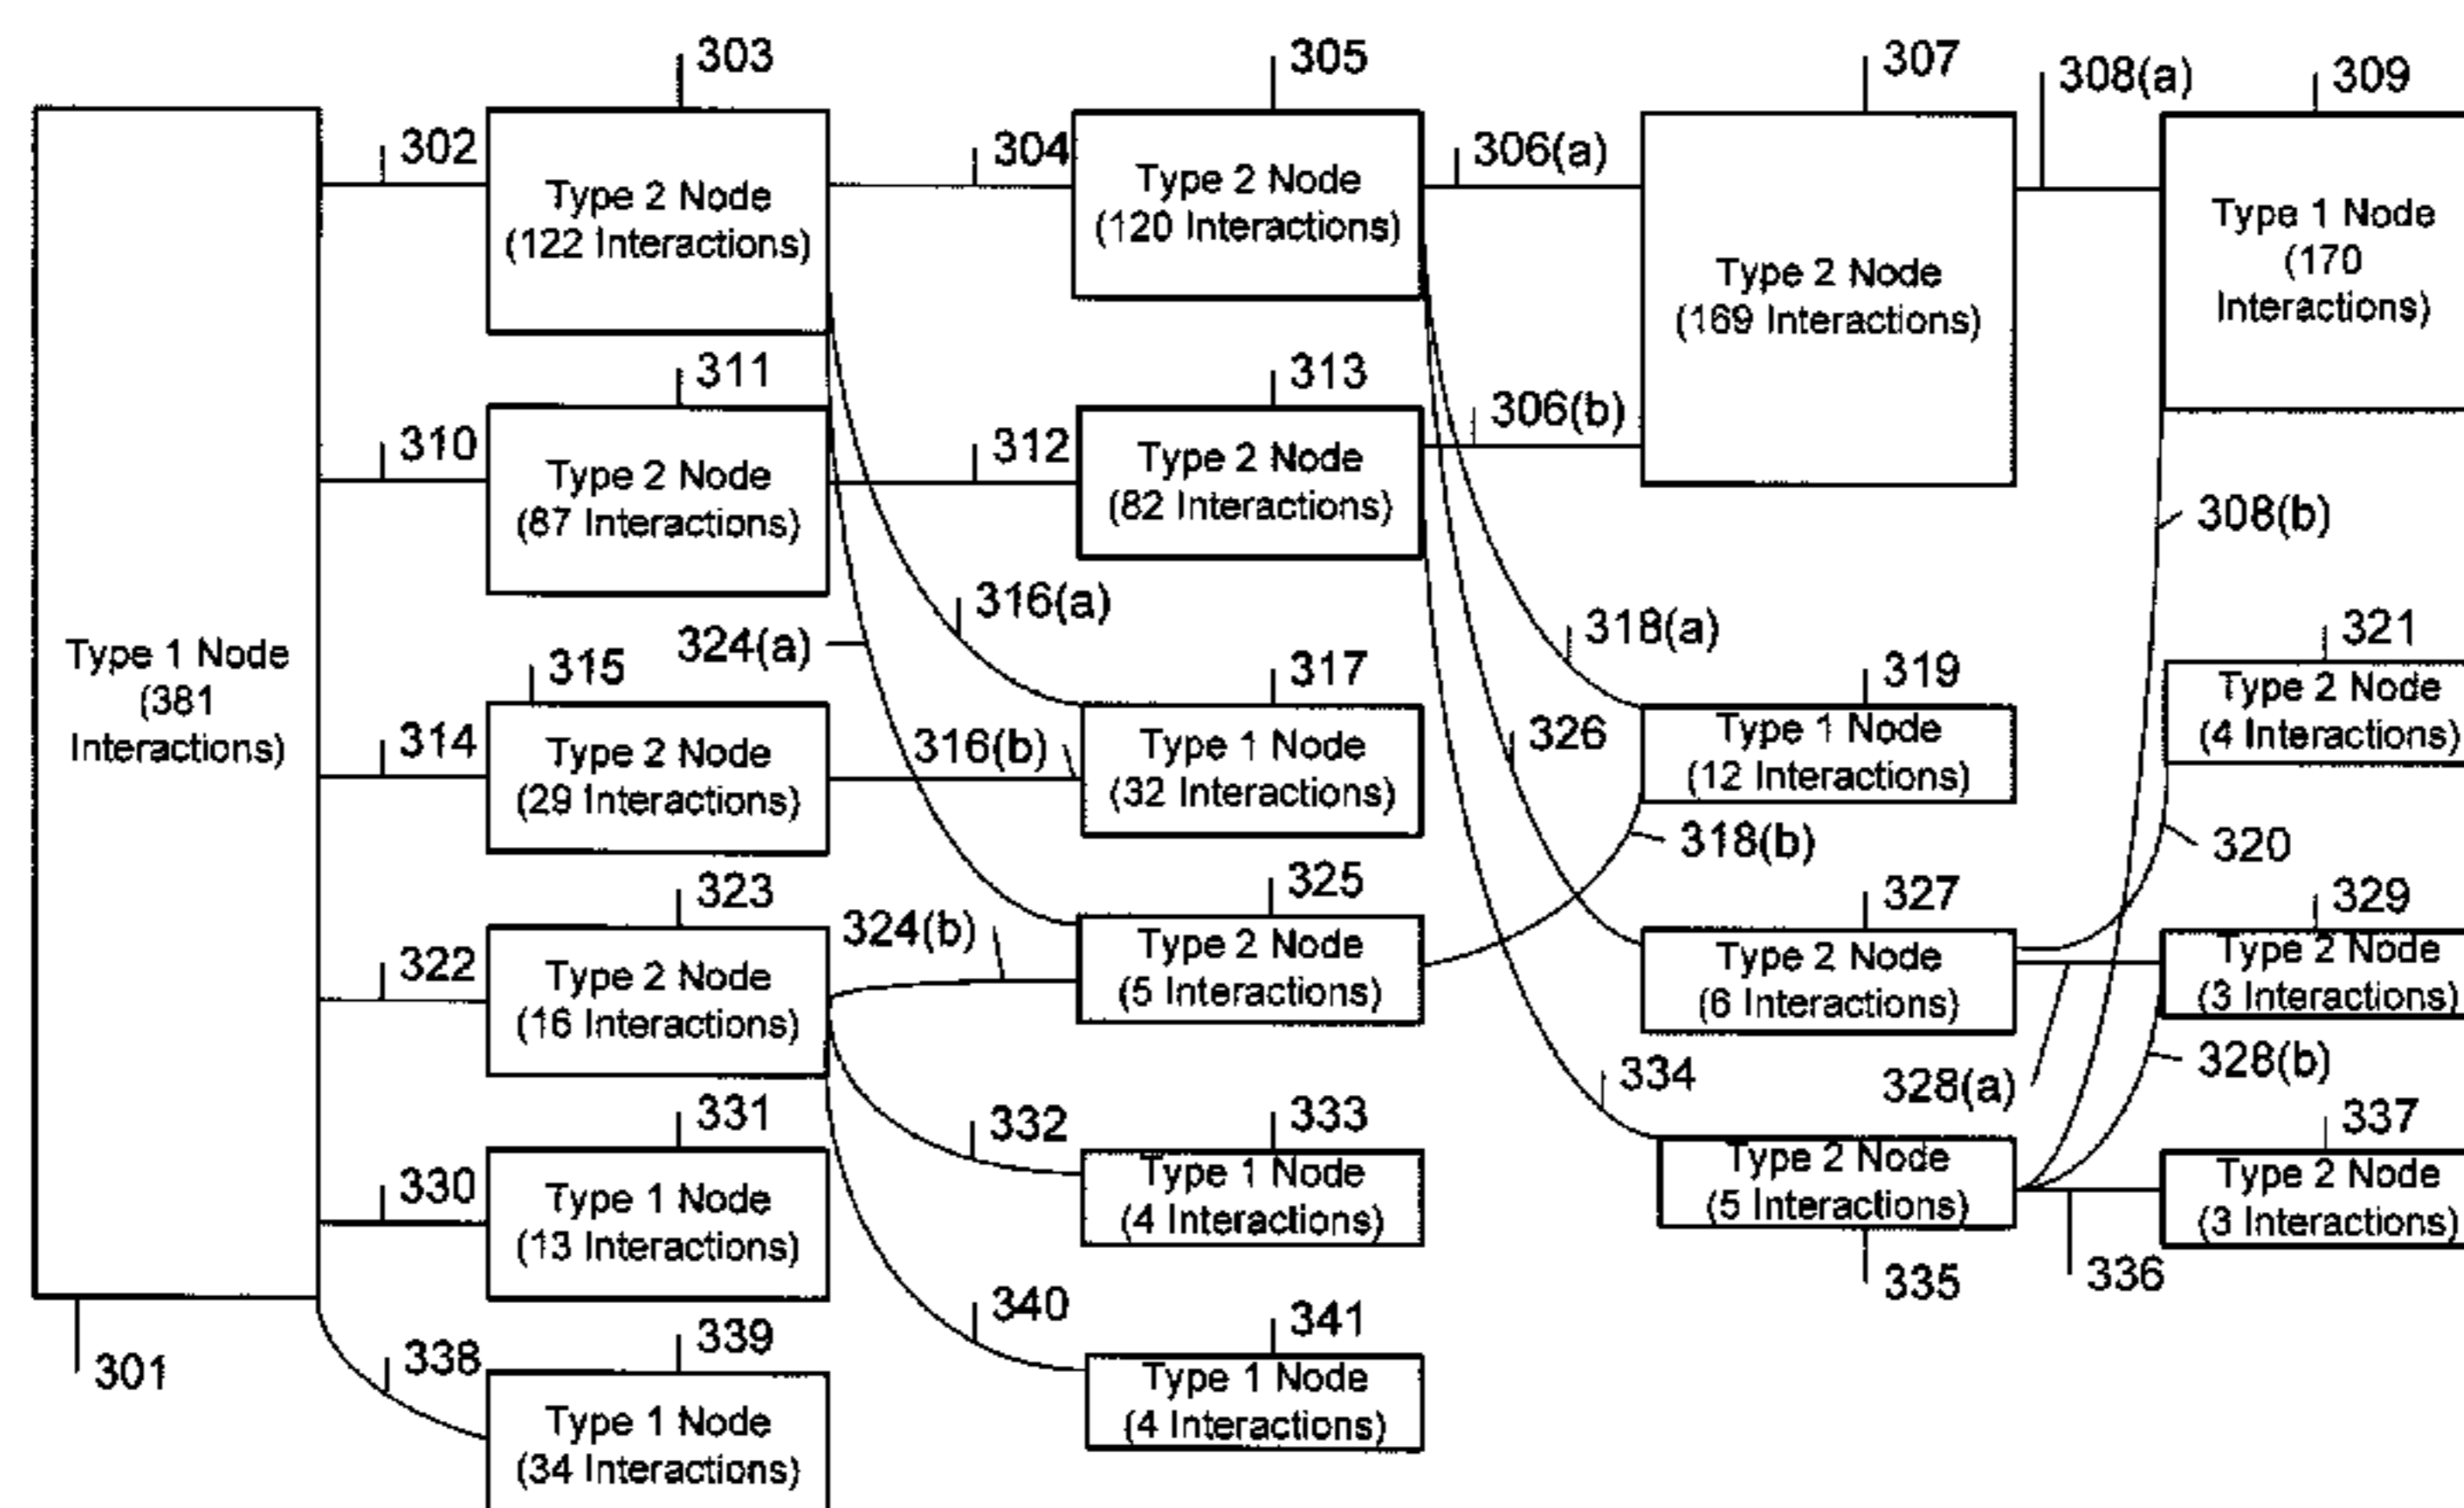 303
305
307
308(a)
309
302
304
306(a)
Type 2 Node
(122 Interactions)
Type 2 Node
(120 Interactions)
Type 2 Node
(169 Interactions)
Type 1 Node
(170
Interactions)
311
313
306(b)
310
312
Type 2 Node
(87 Interactions)
Type 2 Node
(82 Interactions)
308(b)
316(a)
324(a)
318(a)
321
Type 1 Node
(381
Interactions)
315
317
319
314
316(b)
326
Type 2 Node
(29 Interactions)
Type 1 Node
(32 Interactions)
Type 1 Node
(12 Interactions)
Type 2 Node
(4 Interactions)
318(b)
320
323
325
327
329
324(b)
322
Type 2 Node
(16 Interactions)
Type 2 Node
(5 Interactions)
Type 2 Node
(6 Interactions)
Type 2 Node
(3 Interactions)
328(b)
328(a)
334
331
332
333
337
330
Type 1 Node
(13 Interactions)
Type 1 Node
(4 Interactions)
Type 2 Node
(5 Interactions)
Type 2 Node
(3 Interactions)
335
336
301
338
339
340
341
Type 1 Node
(34 Interactions)
Type 1 Node
(4 Interactions)